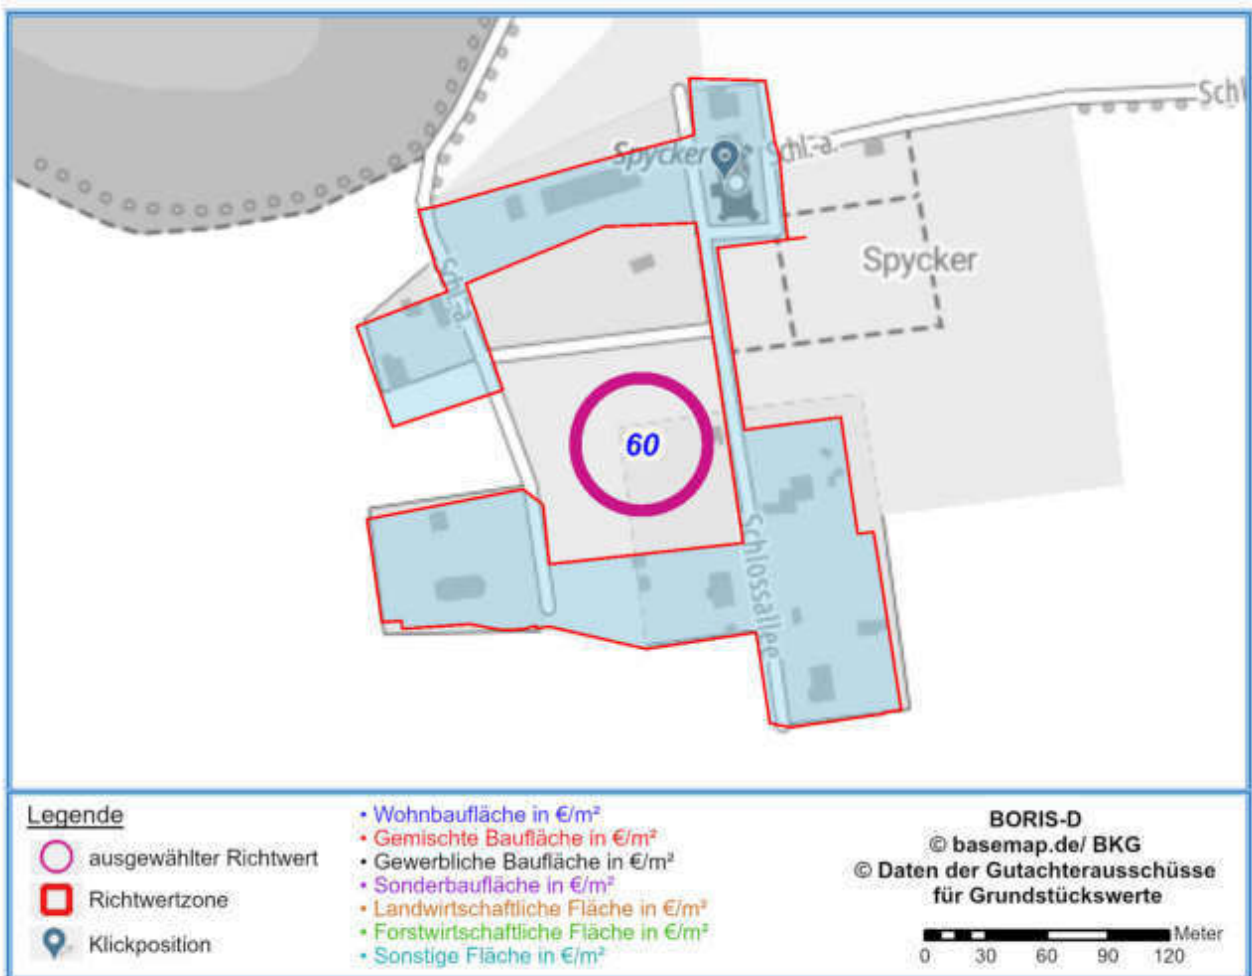 Schl
Spycker
Schl.-a.
Spycker
Schl.-a.
60
Schlossallee
Legende
ausgewählter Richtwert
Richtwertzone
Klickposition
• Wohnbaufläche in €/m²
• Gemischte Baufläche in €/m²
• Gewerbliche Baufläche in €/m²
• Sonderbaufläche in €/m²
• Landwirtschaftliche Fläche in €/m²
• Forstwirtschaftliche Fläche in €/m²
• Sonstige Fläche in €/m²
BORIS-D
© basemap.de/ BKG
© Daten der Gutachterausschüsse
für Grundstückswerte
Meter
0 30 60 90 120